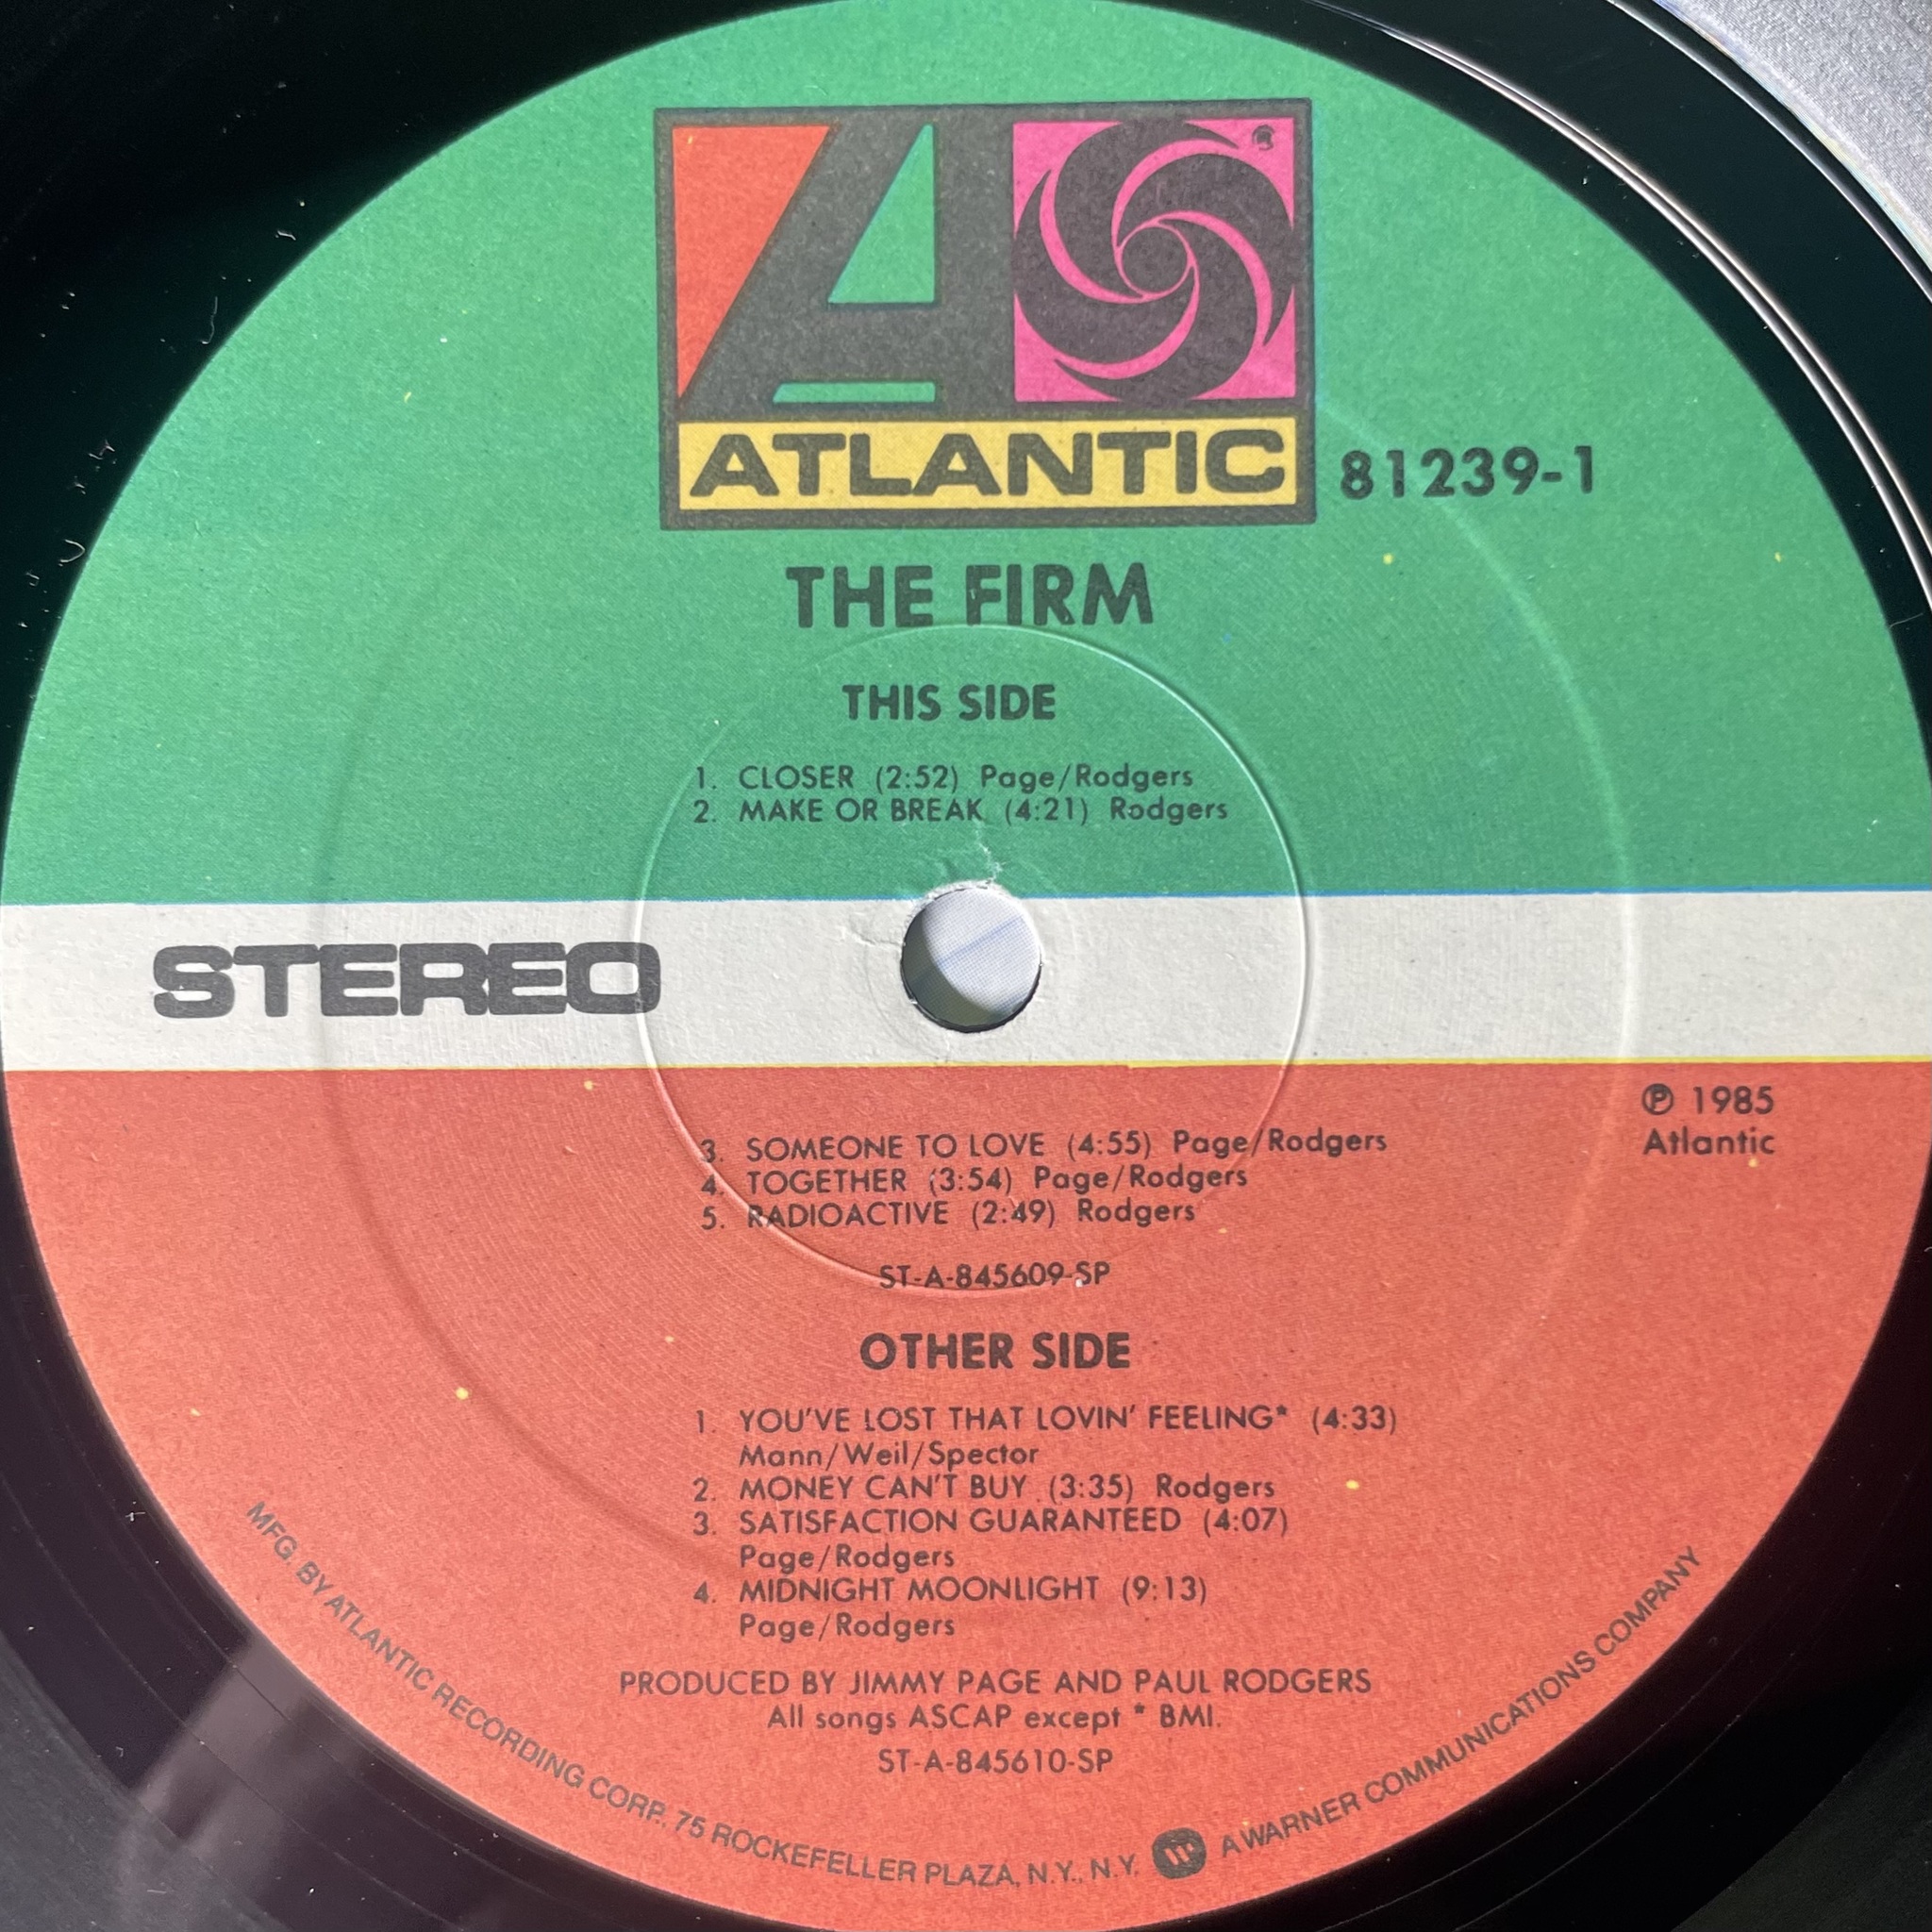 ATLANTIC
81239-1
THE FIRM
THIS SIDE
1. CLOSER (2:52) Page/Rodgers
2. MAKE OR BREAK (4:21) Rodgers
STEREO
℗ 1985
Atlantic
3. SOMEONE TO LOVE (4:55) Page/Rodgers
4. TOGETHER (3:54) Page/Rodgers
5. RADIOACTIVE (2:49) Rodgers
ST-A-845609-SP
OTHER SIDE
1. YOU'VE LOST THAT LOVIN' FEELING* (4:33)
Mann/Weil/Spector
2. MONEY CAN'T BUY (3:35) Rodgers
3. SATISFACTION GUARANTEED (4:07)
Page/Rodgers
4. MIDNIGHT MOONLIGHT (9:13)
Page/Rodgers
PRODUCED BY JIMMY PAGE AND PAUL RODGERS
All songs ASCAP except * BMI.
ST-A-845610-SP
MFG. BY ATLANTIC RECORDING CORP., 75 ROCKEFELLER PLAZA, N.Y., N.Y. A WARNER COMMUNICATIONS COMPANY